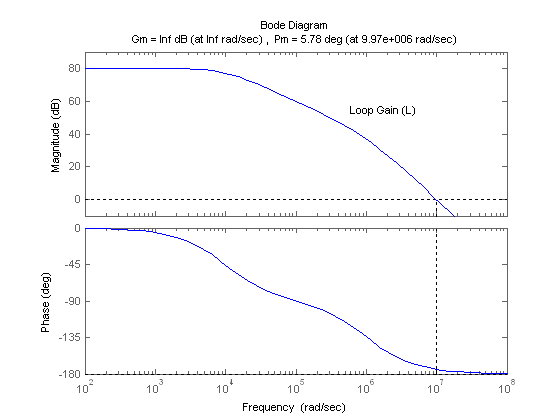 Bode Diagram
Gm = Inf dB (at Inf rad/sec) , Pm = 5.78 deg (at 9.97e+006 rad/sec)
80
60
40
20
0
Magnitude (dB)
Loop Gain (L)
0
-45
-90
-135
-180
Phase (deg)
10^2 10^3 10^4 10^5 10^6 10^7 10^8
Frequency (rad/sec)